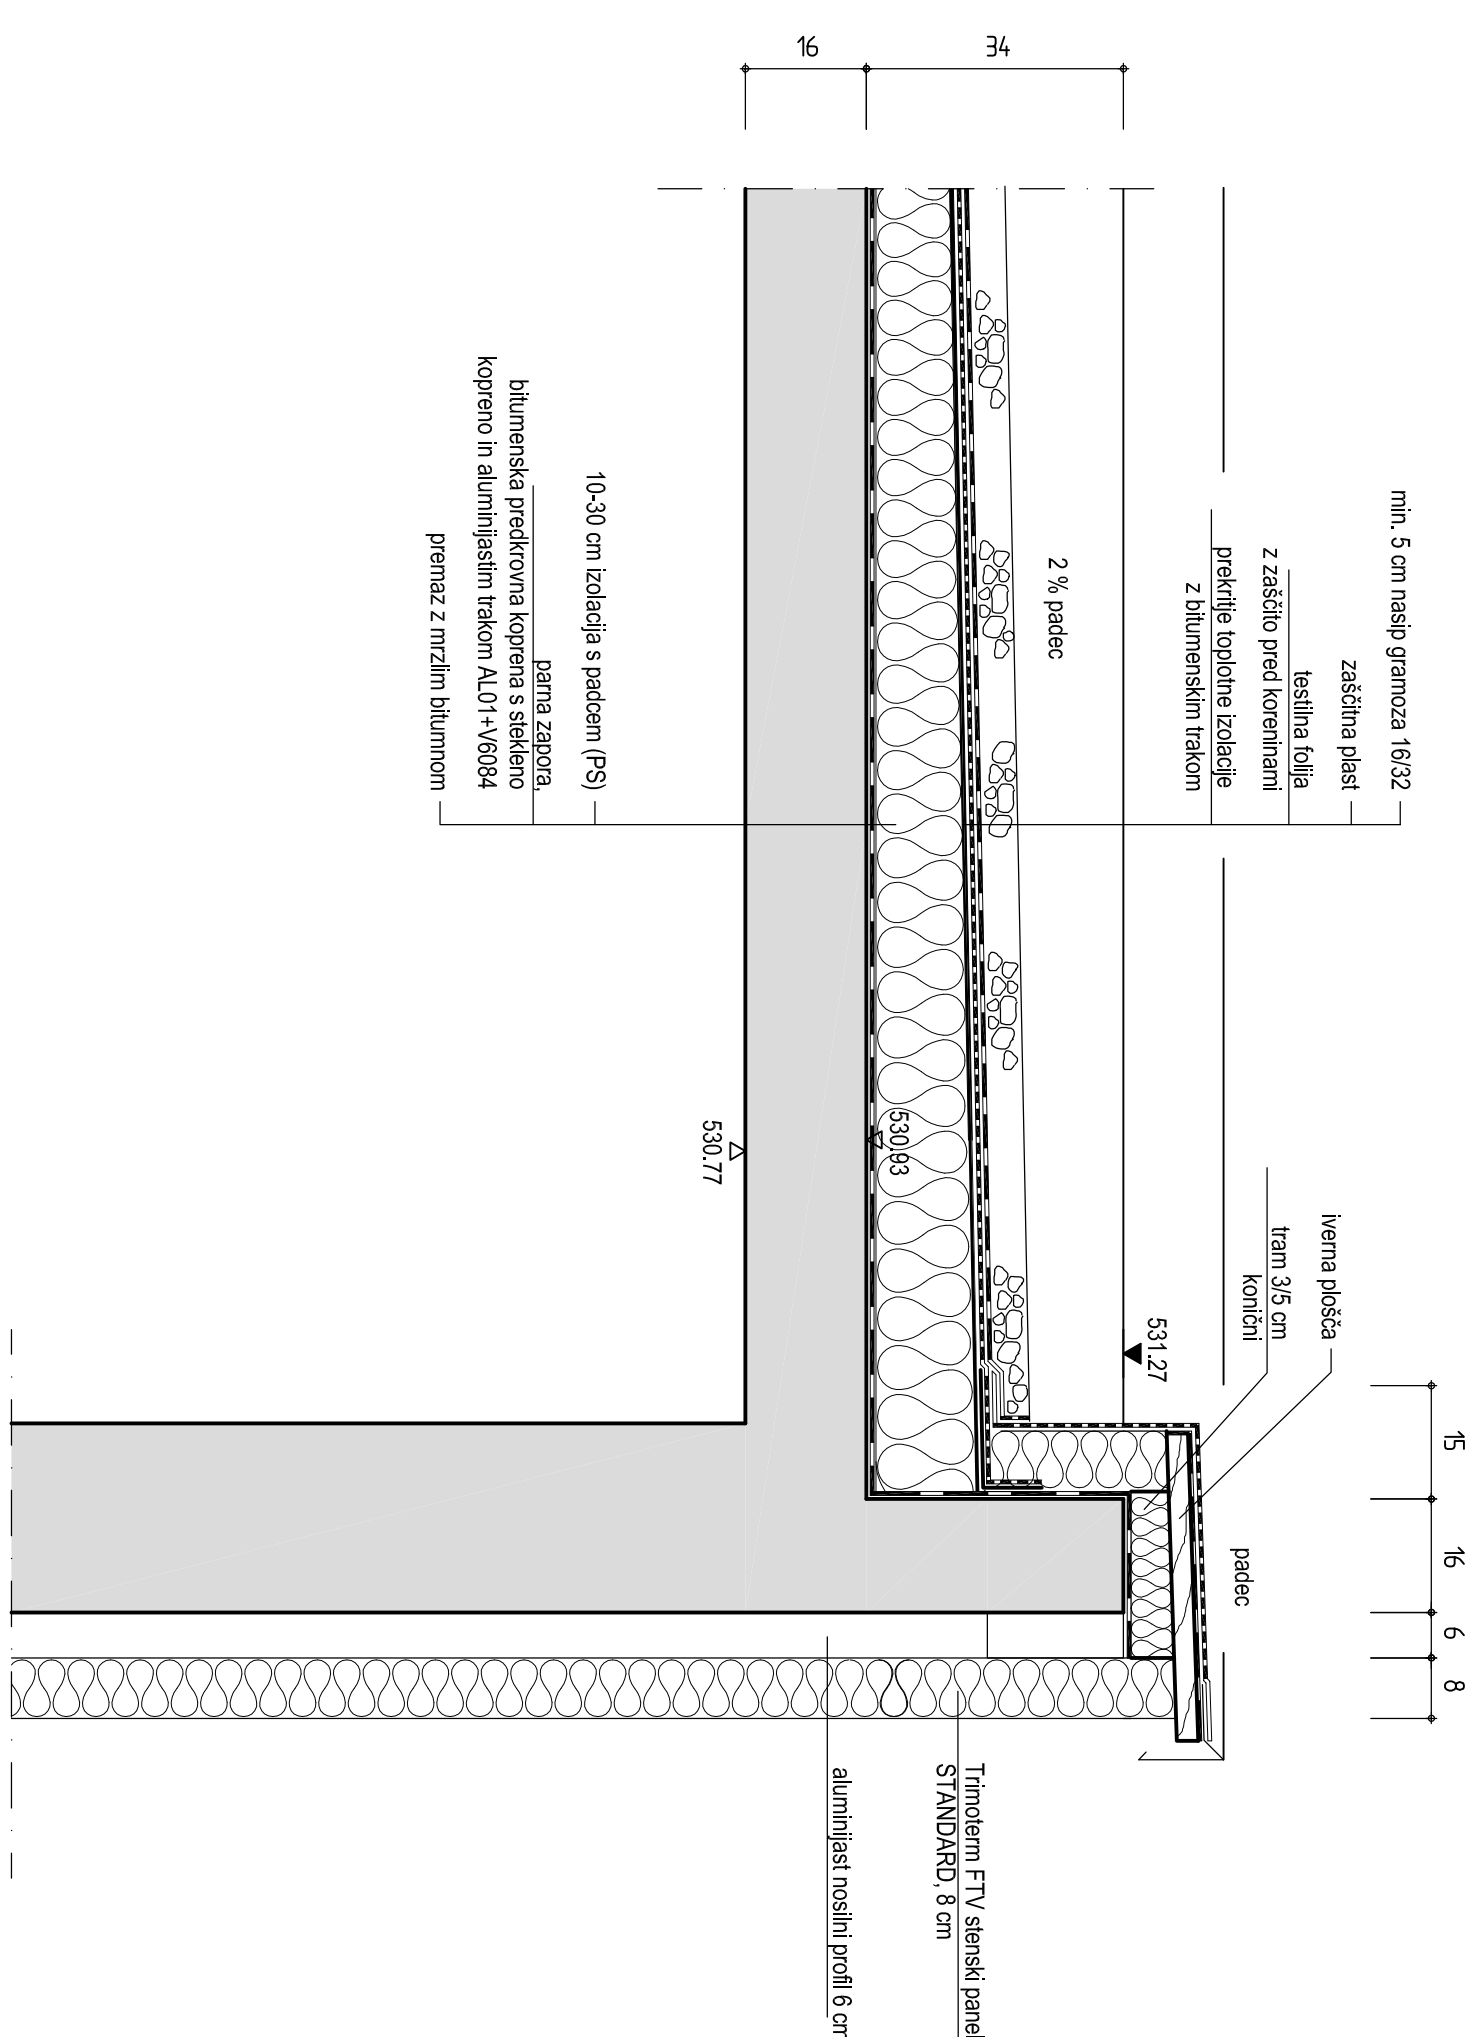 min. 5 cm nasip gramoza 16/32
zaščitna plast
testilna folija
z zaščito pred koreninami
prekritje toplotne izolacije
z bitumenskim trakom
2 % padec
10-30 cm izolacija s padcem (PS)
parna zapora,
bitumenska predkrovna koprena s stekleno
kopreno in aluminijastim trakom AL01+V6084
premaz z mrzlim bitumnom
16
34
iverna plošča
tram 3/5 cm
konični
531.27
530.93
530.77
padec
15
16
6
8
Trimoterm FTV stenski panel
STANDARD, 8 cm
aluminijast nosilni profil 6 cm